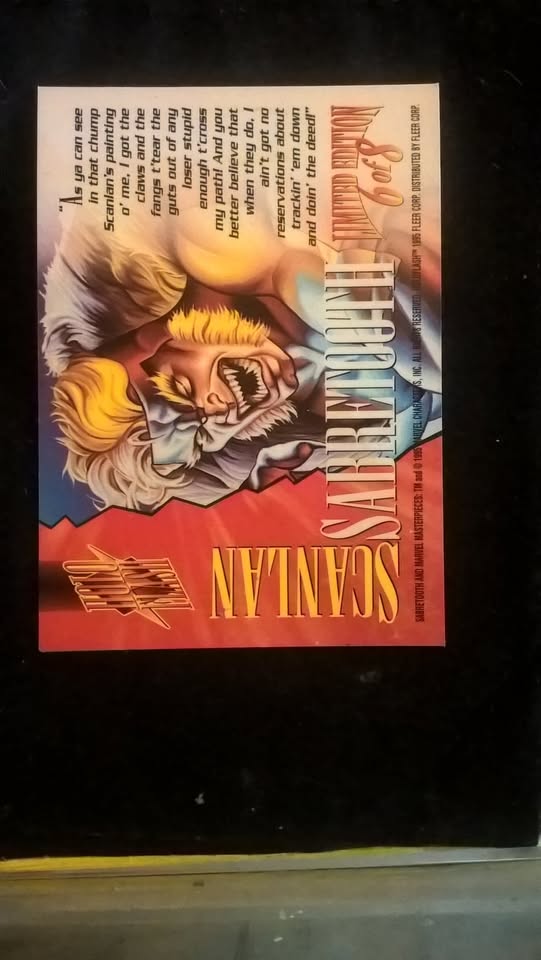 "As ya can see
in that chump
Scanlan's painting
o' me, I got the
claws and the
fangs t'tear the
guts out of any
loser stupid
enough t'cross
my path! And you
better believe that
when they do, I
ain't got no
reservations about
trackin' 'em down
and doin' the deed!"
LIMITED EDITION
6 of 8
SCANLAN
SABRETOOTH
SABRETOOTH AND MARVEL MASTERPIECES: TM and © 1995 MARVEL CHARACTERS, INC. ALL RIGHTS RESERVED. 1995 FLEER CORP. DISTRIBUTED BY FLEER CORP.